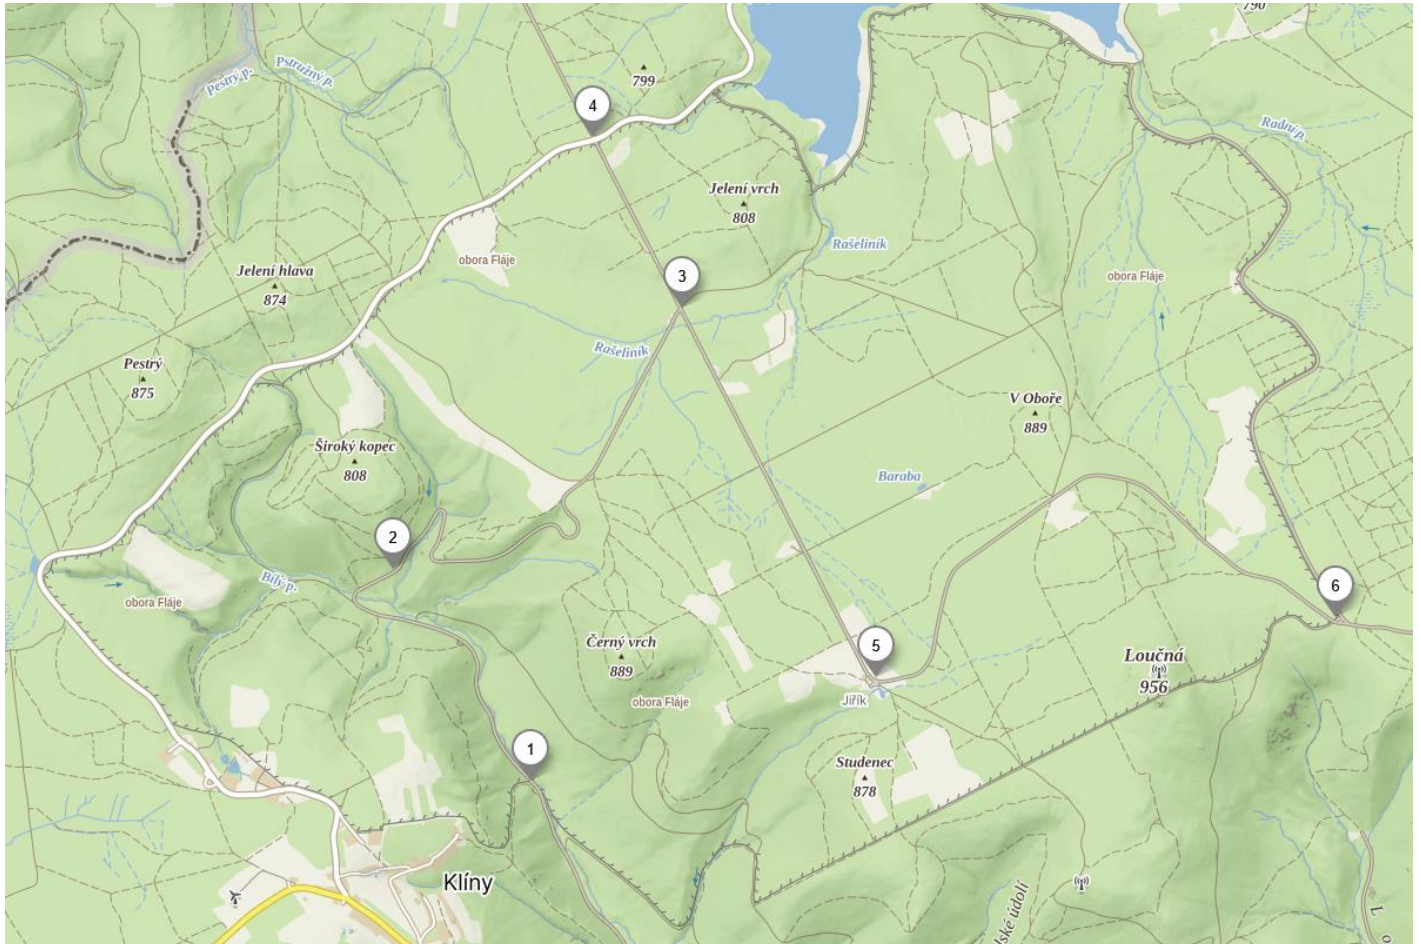 790
Pestrý p.
Pstružný p.
799
4
Radní p.
Jelení vrch
808
Rašeliník
obora Fláje
Jelení hlava
874
3
obora Fláje
Rašeliník
Pestrý
875
V Oboře
889
Široký kopec
808
Baraba
2
Bílý p.
obora Fláje
6
Černý vrch
889
5
Loučná
956
obora Fláje
Jiřík
1
Studenec
878
Klíny
lské údolí
L o